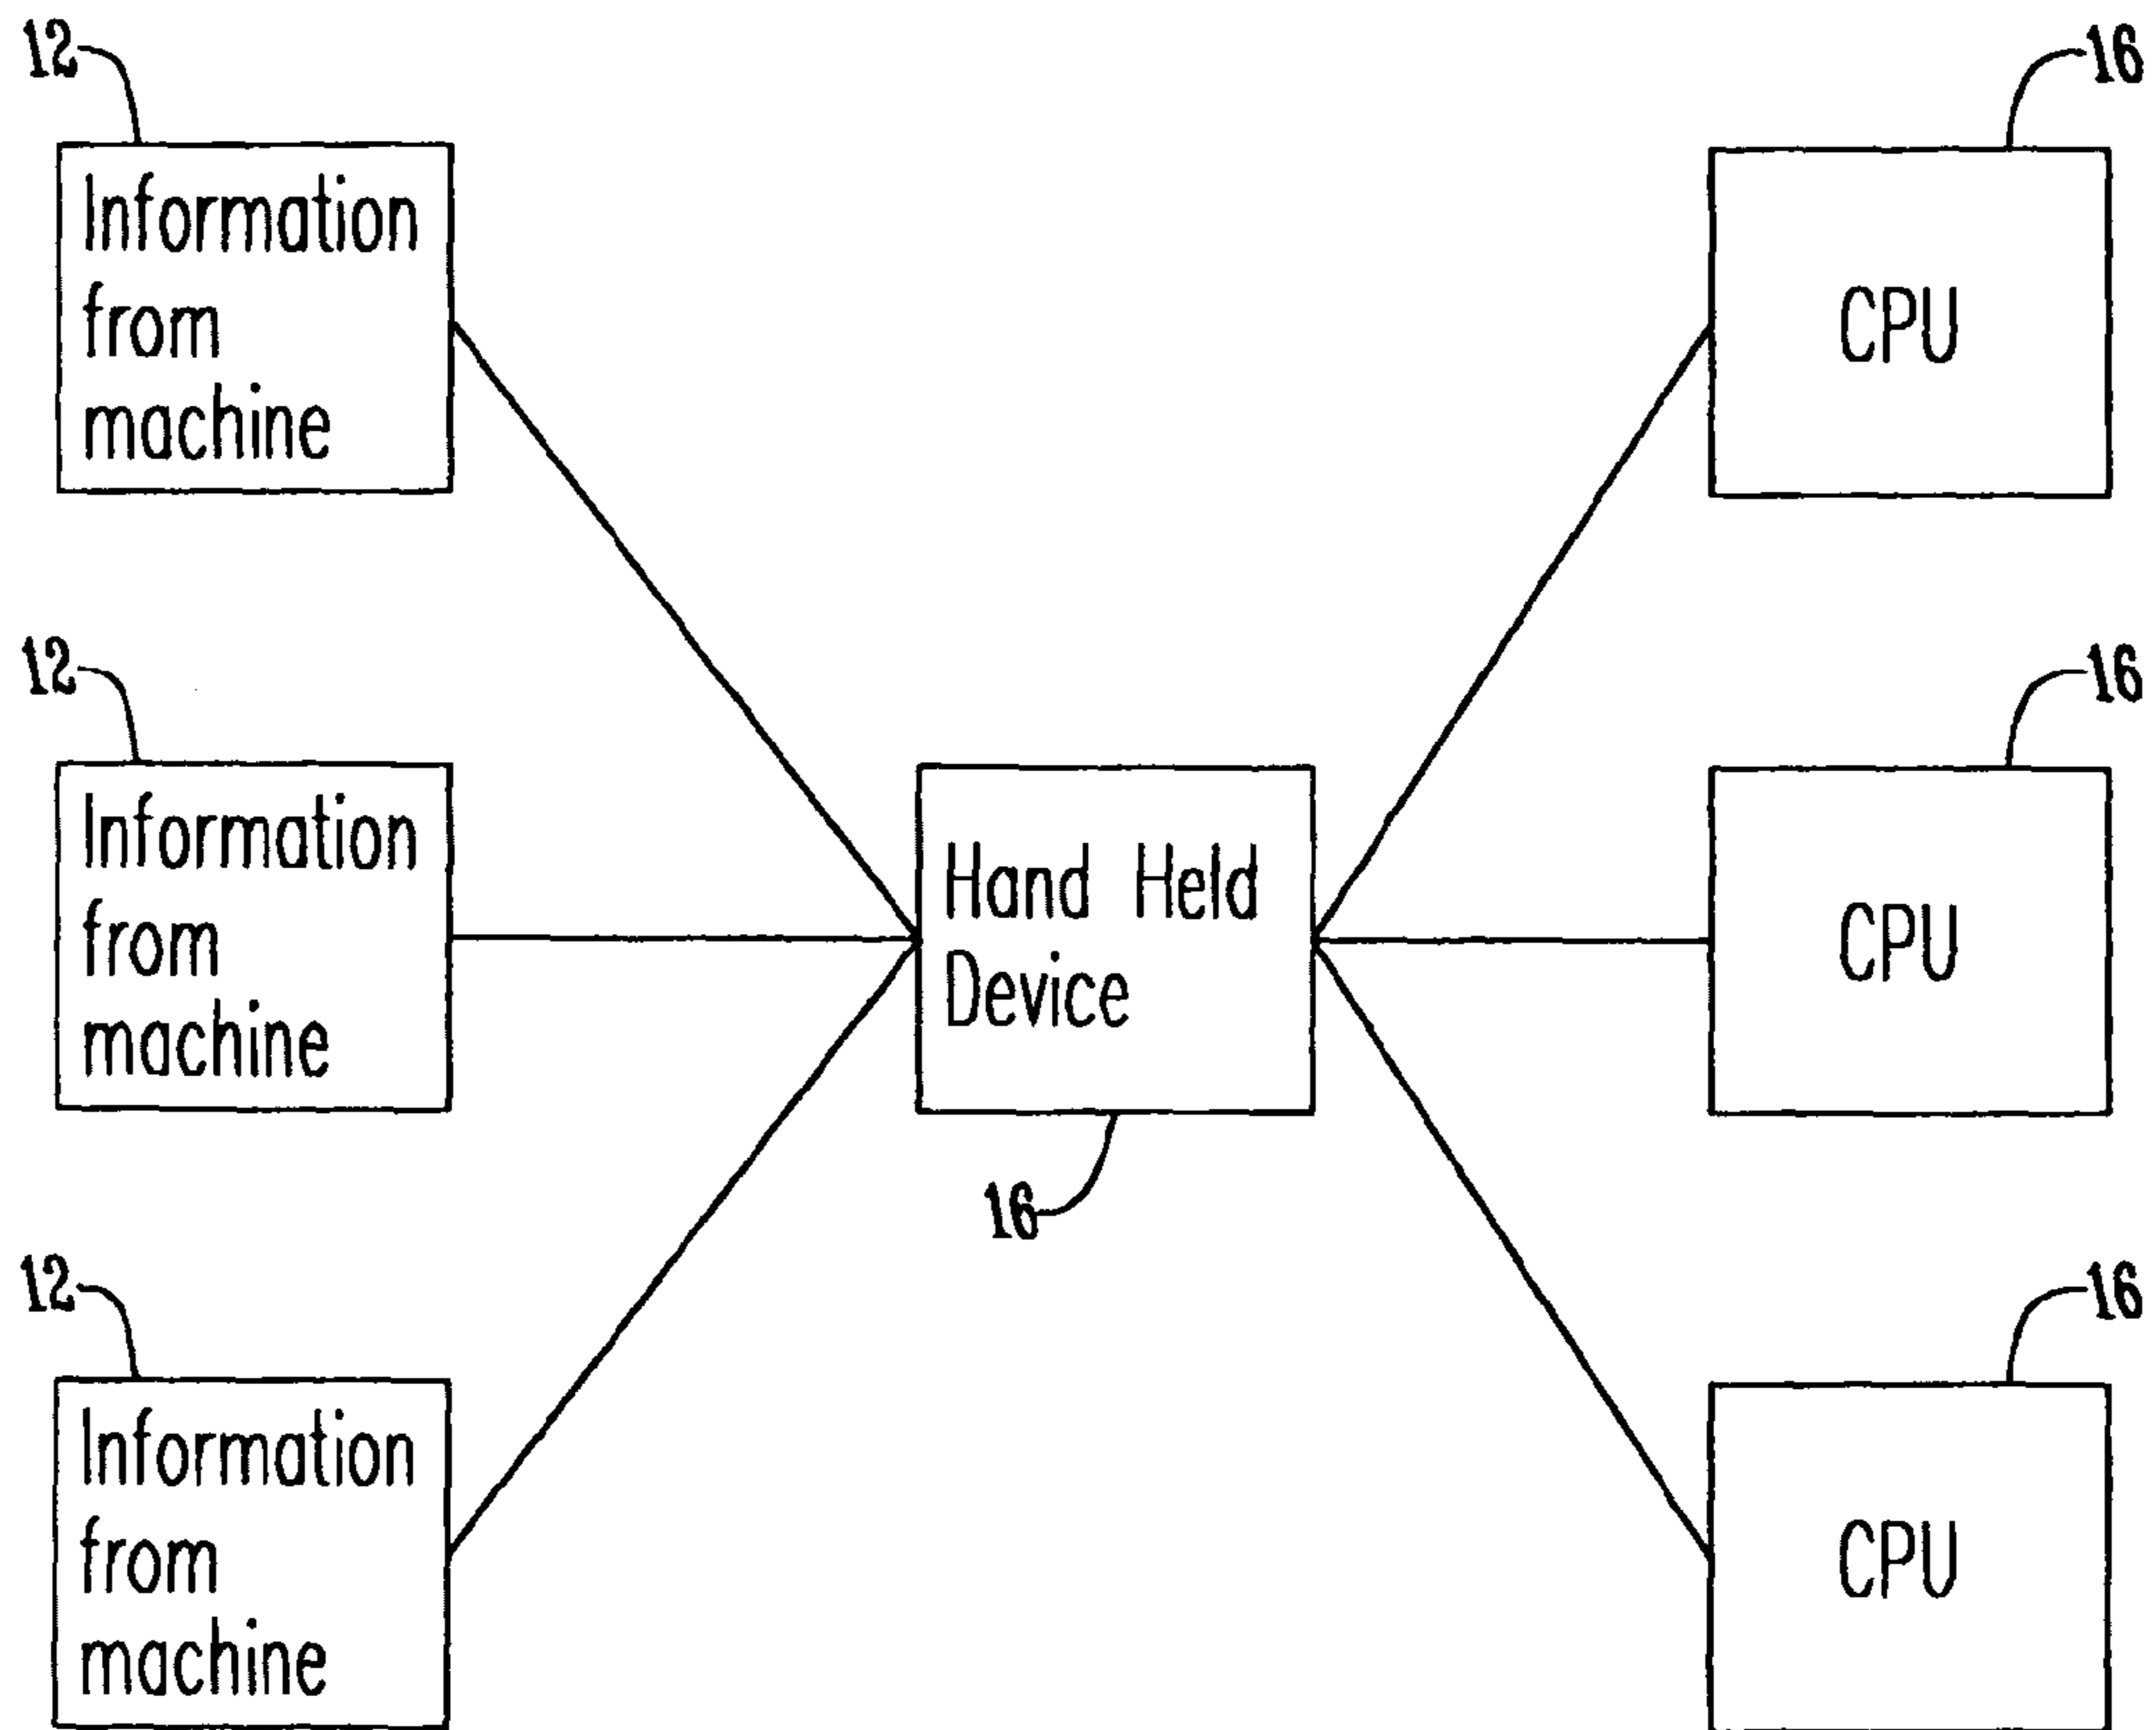 12
16
Information
from
machine
CPU
12
16
Information
from
machine
Hand Held
Device
CPU
16
12
16
Information
from
machine
CPU